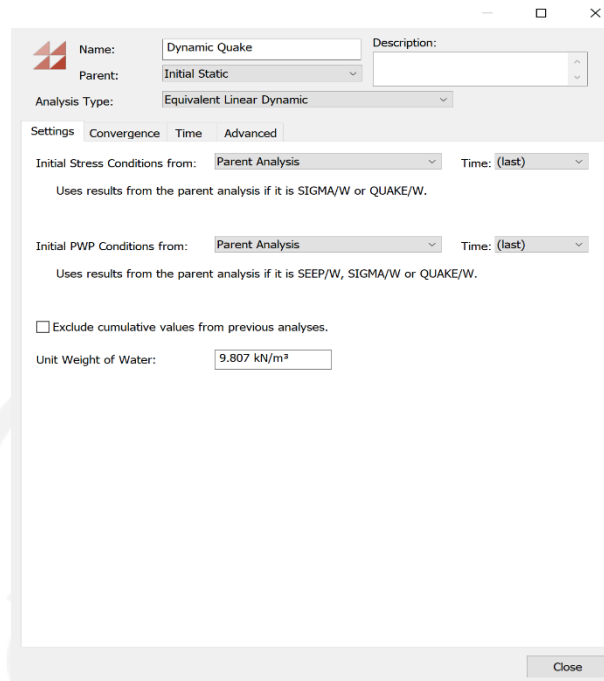 Name: Dynamic Quake Description:
Parent: Initial Static
Analysis Type: Equivalent Linear Dynamic
Settings Convergence Time Advanced
Initial Stress Conditions from: Parent Analysis Time: (last)
Uses results from the parent analysis if it is SIGMA/W or QUAKE/W.
Initial PWP Conditions from: Parent Analysis Time: (last)
Uses results from the parent analysis if it is SEEP/W, SIGMA/W or QUAKE/W.
Exclude cumulative values from previous analyses.
Unit Weight of Water: 9.807 kN/m³
Close